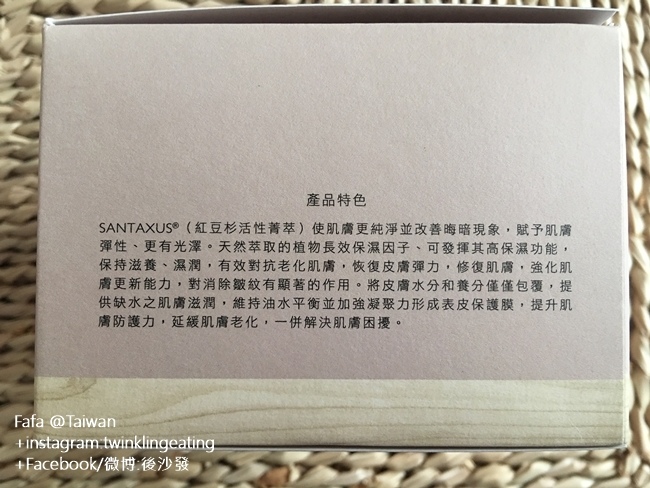 產品特色
SANTAXUS®（紅豆杉活性菁萃）使肌膚更純淨並改善晦暗現象，賦予肌膚
彈性、更有光澤。天然萃取的植物長效保濕因子、可發揮其高保濕功能，
保持滋養、濕潤，有效對抗老化肌膚，恢復皮膚彈力，修復肌膚，強化肌
膚更新能力，對消除皺紋有顯著的作用。將皮膚水分和養分僅僅包覆，提
供缺水之肌膚滋潤，維持油水平衡並加強凝聚力形成表皮保護膜，提升肌
膚防護力，延緩肌膚老化，一併解決肌膚困擾。
Fafa @Taiwan
+instagram:twinklingeating
+Facebook/微博:後沙發